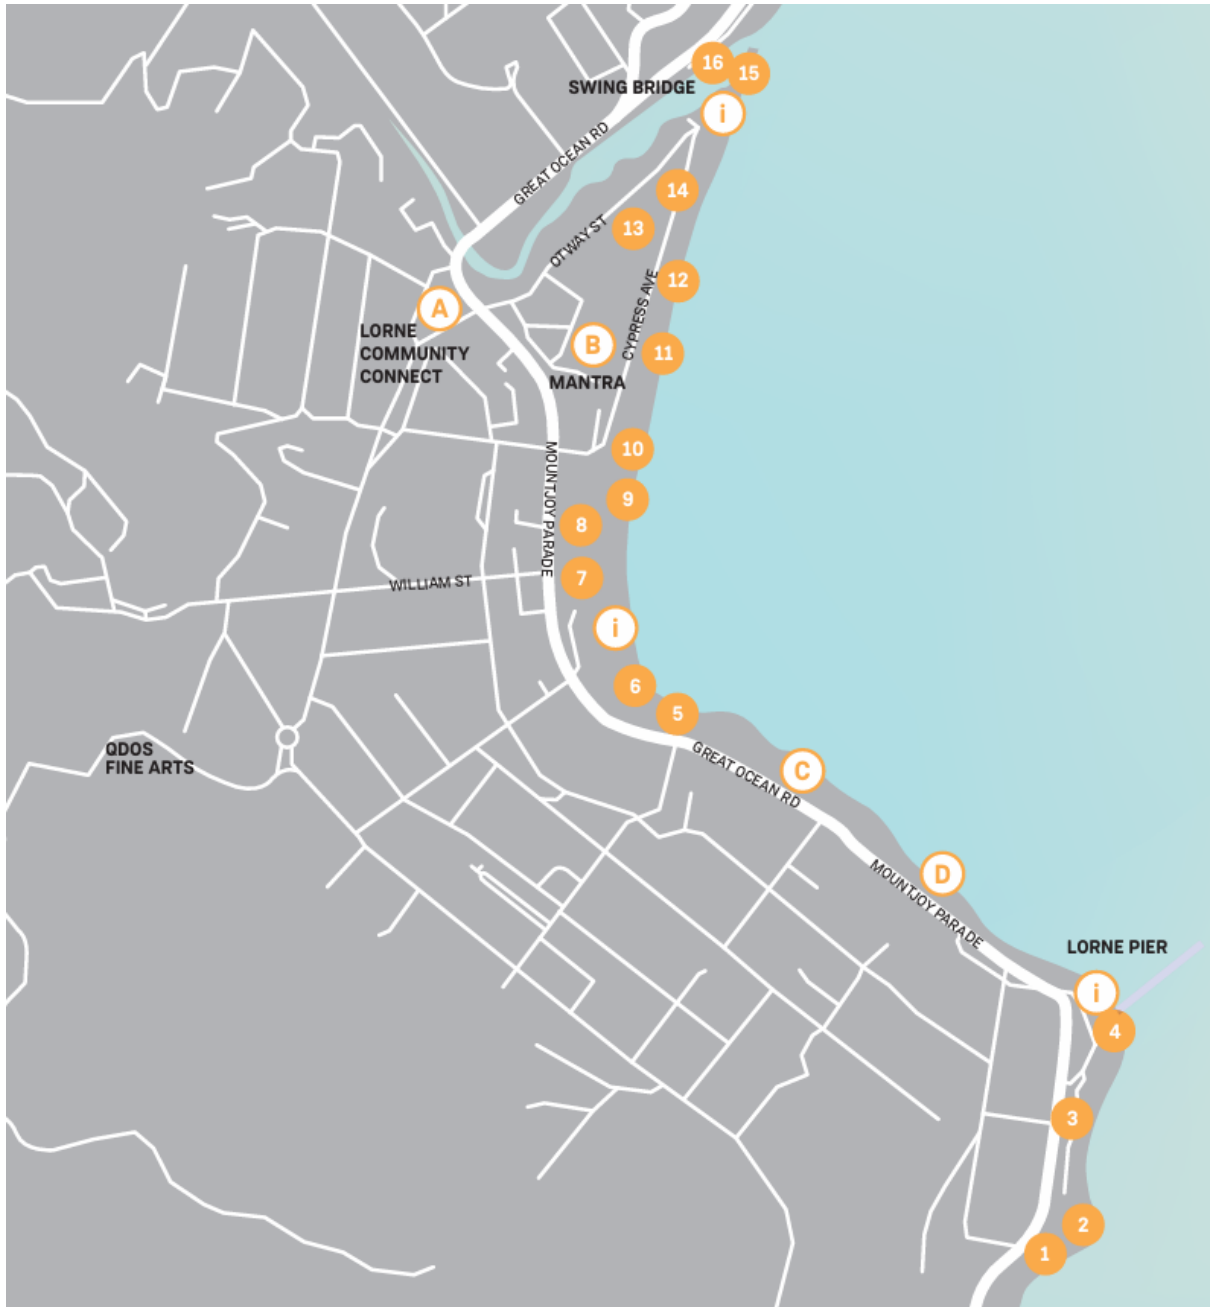 16
15
SWING BRIDGE
i
GREAT OCEAN RD
14
13
OTWAY ST
12
CYPRESS AVE
A
LORNE
COMMUNITY
CONNECT
B
MANTRA
11
10
MOUNTJOY PARADE
9
8
7
WILLIAM ST
i
6
5
QDOS
FINE ARTS
GREAT OCEAN RD
C
D
MOUNTJOY PARADE
LORNE PIER
i
4
3
2
1